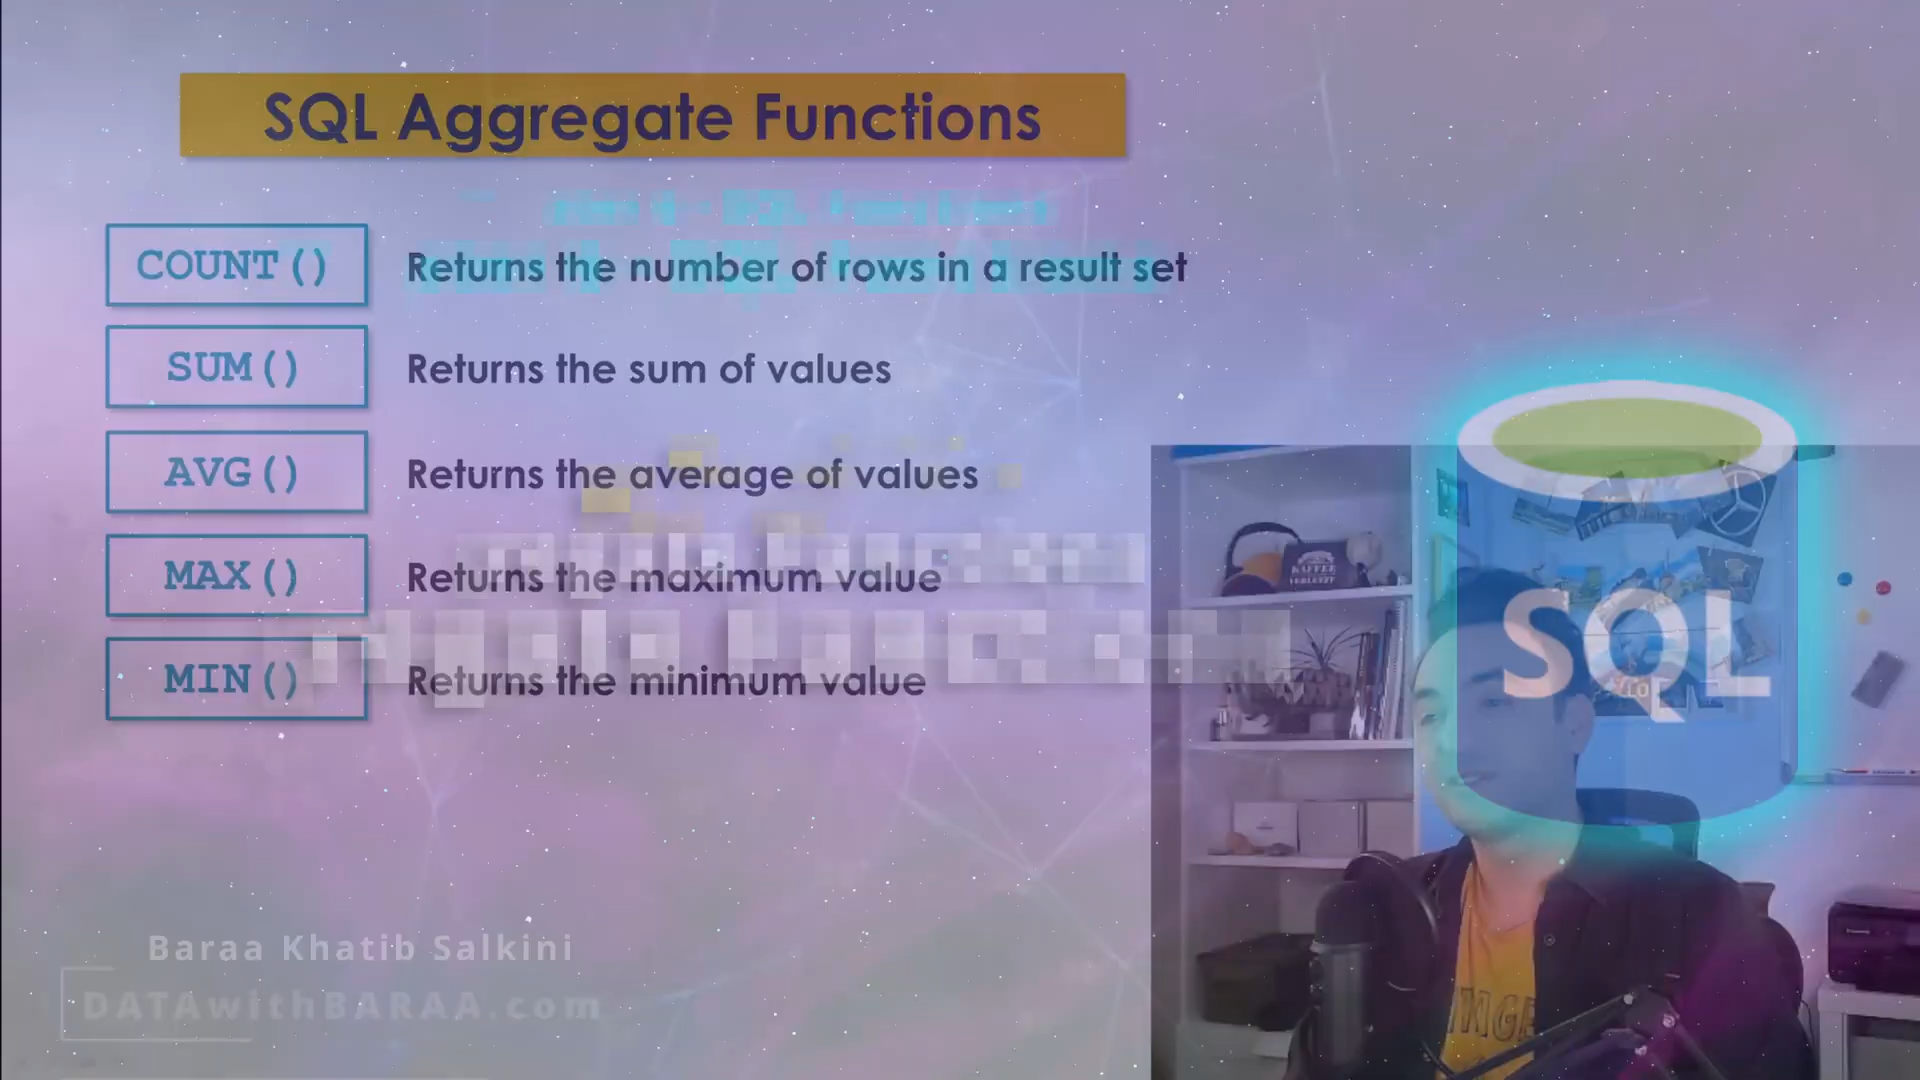 SQL Aggregate Functions
COUNT() Returns the number of rows in a result set
SUM() Returns the sum of values
AVG() Returns the average of values
MAX() Returns the maximum value
MIN() Returns the minimum value
SQL
KAFFEE
Baraa Khatib Salkini
DATAwithBARAA.com